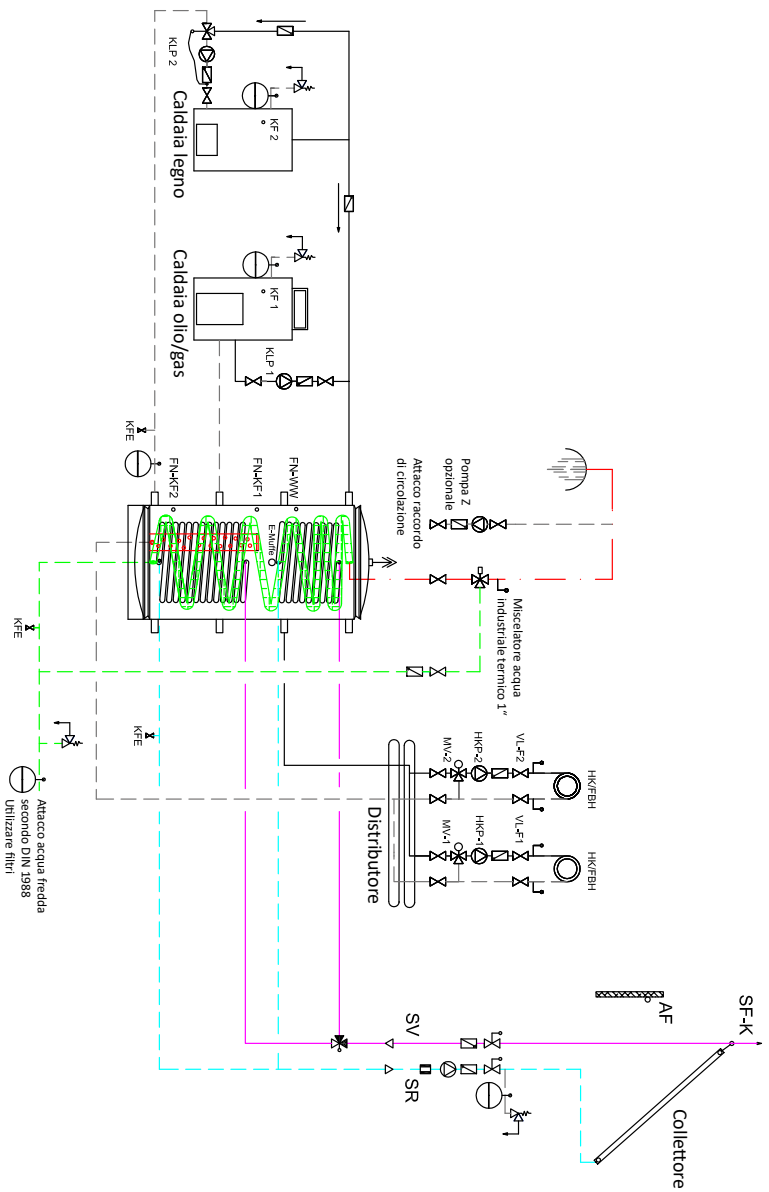 KLP 2
KF 2
Caldaia legno
KF 1
Caldaia olio/gas
KLP 1
KFE
FN-KF2
FN-KF1
FN-WW
E-Muffe
Attacco raccordo
di circolazione
Pompa Z
opzionale
Miscelatore acqua
industriale termico 1"
KFE
KFE
Attacco acqua fredda
secondo DIN 1988
Utilizzare filtri
MV-2
HKP-2
VL-F2
HK/FBH
MV-1
HKP-1
VL-F1
HK/FBH
Distributore
AF
SF-K
SV
SR
Collettore